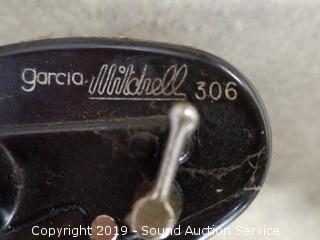 garcia. Mitchell 306
Copyright 2019 - Sound Auction Service